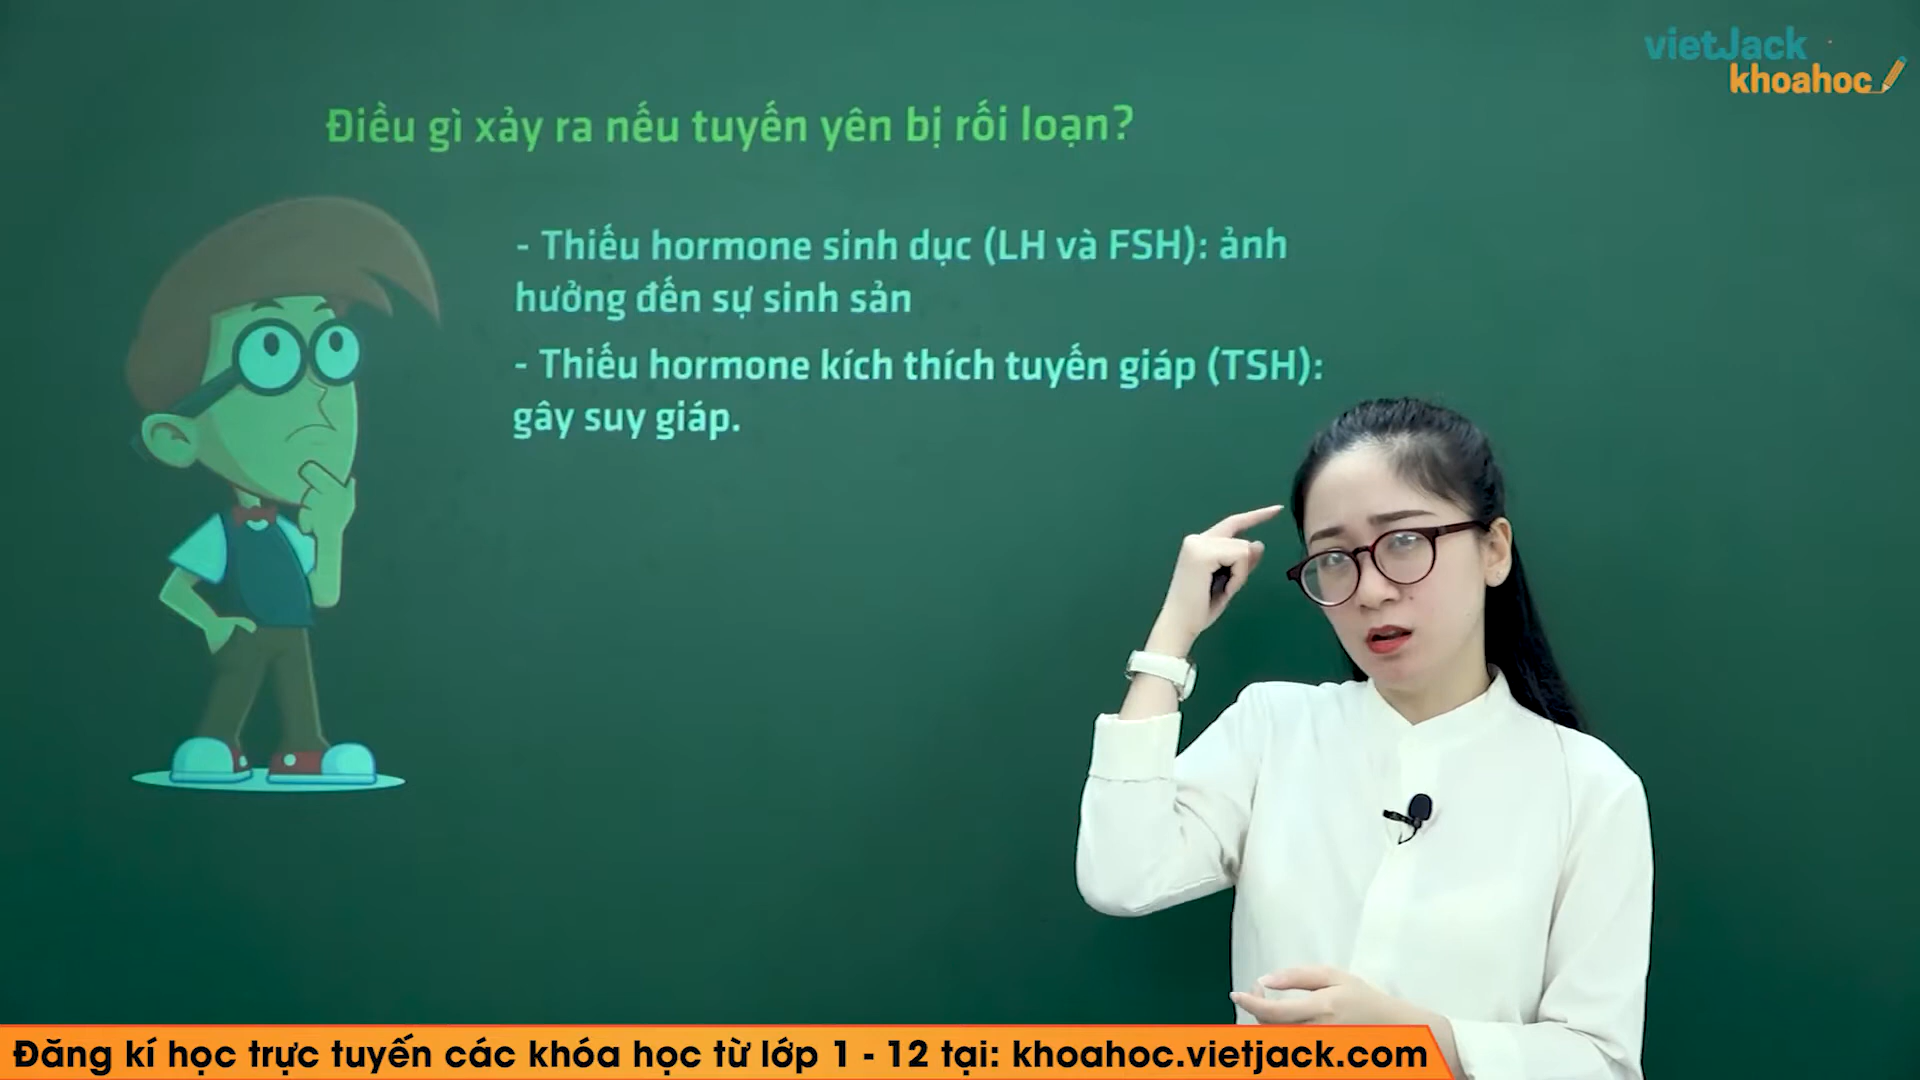 vietJack
khoahoc
Điều gì xảy ra nếu tuyến yên bị rối loạn?
- Thiếu hormone sinh dục (LH và FSH): ảnh
hưởng đến sự sinh sản
- Thiếu hormone kích thích tuyến giáp (TSH):
gây suy giáp.
Đăng kí học trực tuyến các khóa học từ lớp 1 - 12 tại: khoahoc.vietjack.com